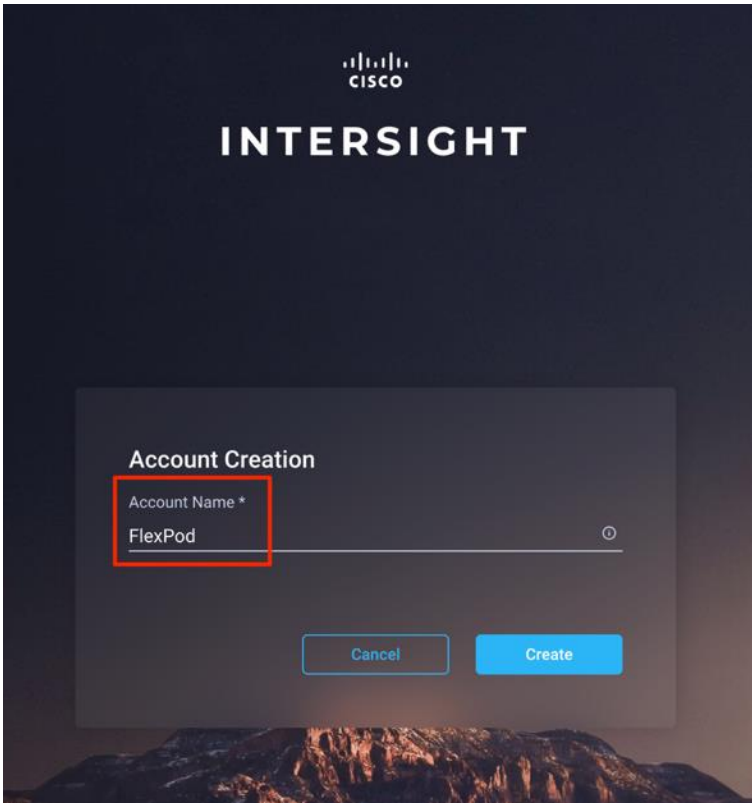 CISCO
INTERSIGHT
Account Creation
Account Name *
FlexPod
Cancel
Create